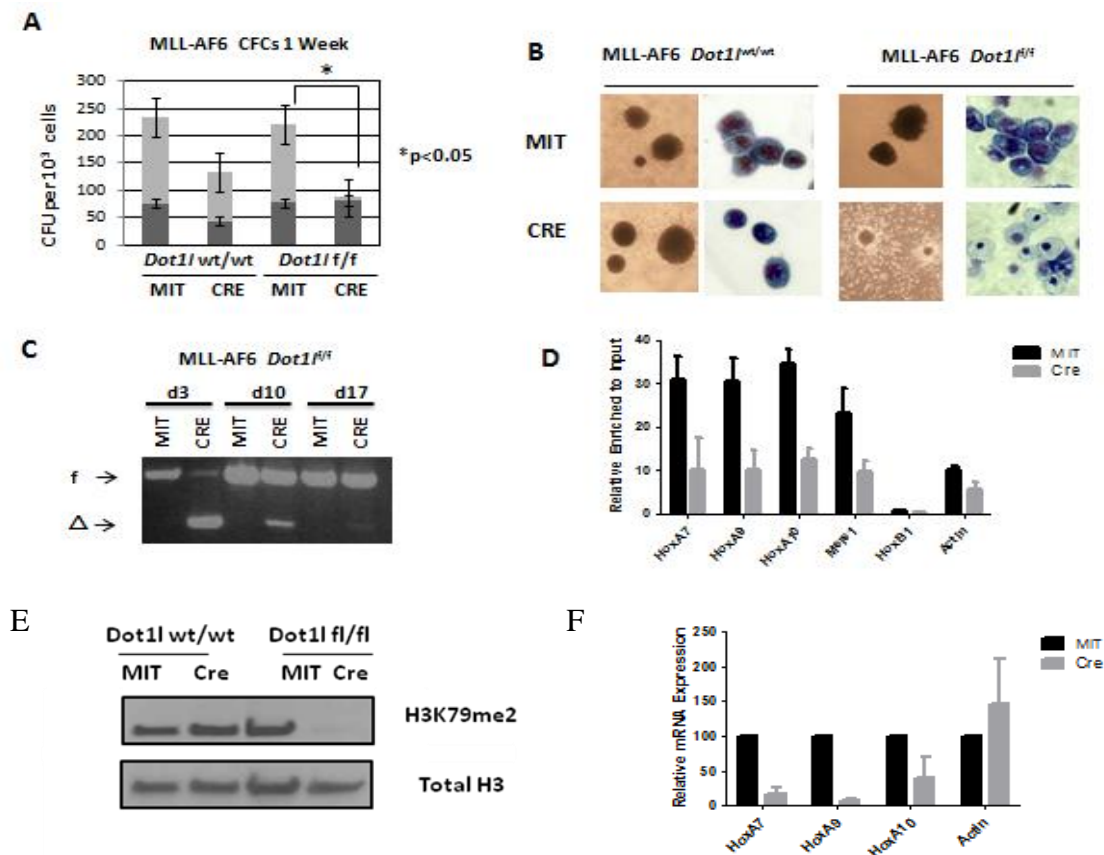 A
MLL-AF6 CFCs 1 Week
*
300
250
200
150
100
50
0
CFU per 10³ cells
*p<0.05
Dot1l wt/wt
Dot1l f/f
MIT
CRE
MIT
CRE
B
MLL-AF6 Dot1l wt/wt
MLL-AF6 Dot1l f/f
MIT
CRE
C
MLL-AF6 Dot1l f/f
d3
d10
d17
MIT
CRE
MIT
CRE
MIT
CRE
f →
Δ →
D
Relative Enriched to Input
40
30
20
10
0
MIT
Cre
HoxA7
HoxA9
HoxA10
Meis1
HoxB1
Actin
E
Dot1l wt/wt
Dot1l fl/fl
MIT
Cre
MIT
Cre
H3K79me2
Total H3
F
Relative mRNA Expression
250
200
150
100
50
0
MIT
Cre
HoxA7
HoxA9
HoxA10
Actin